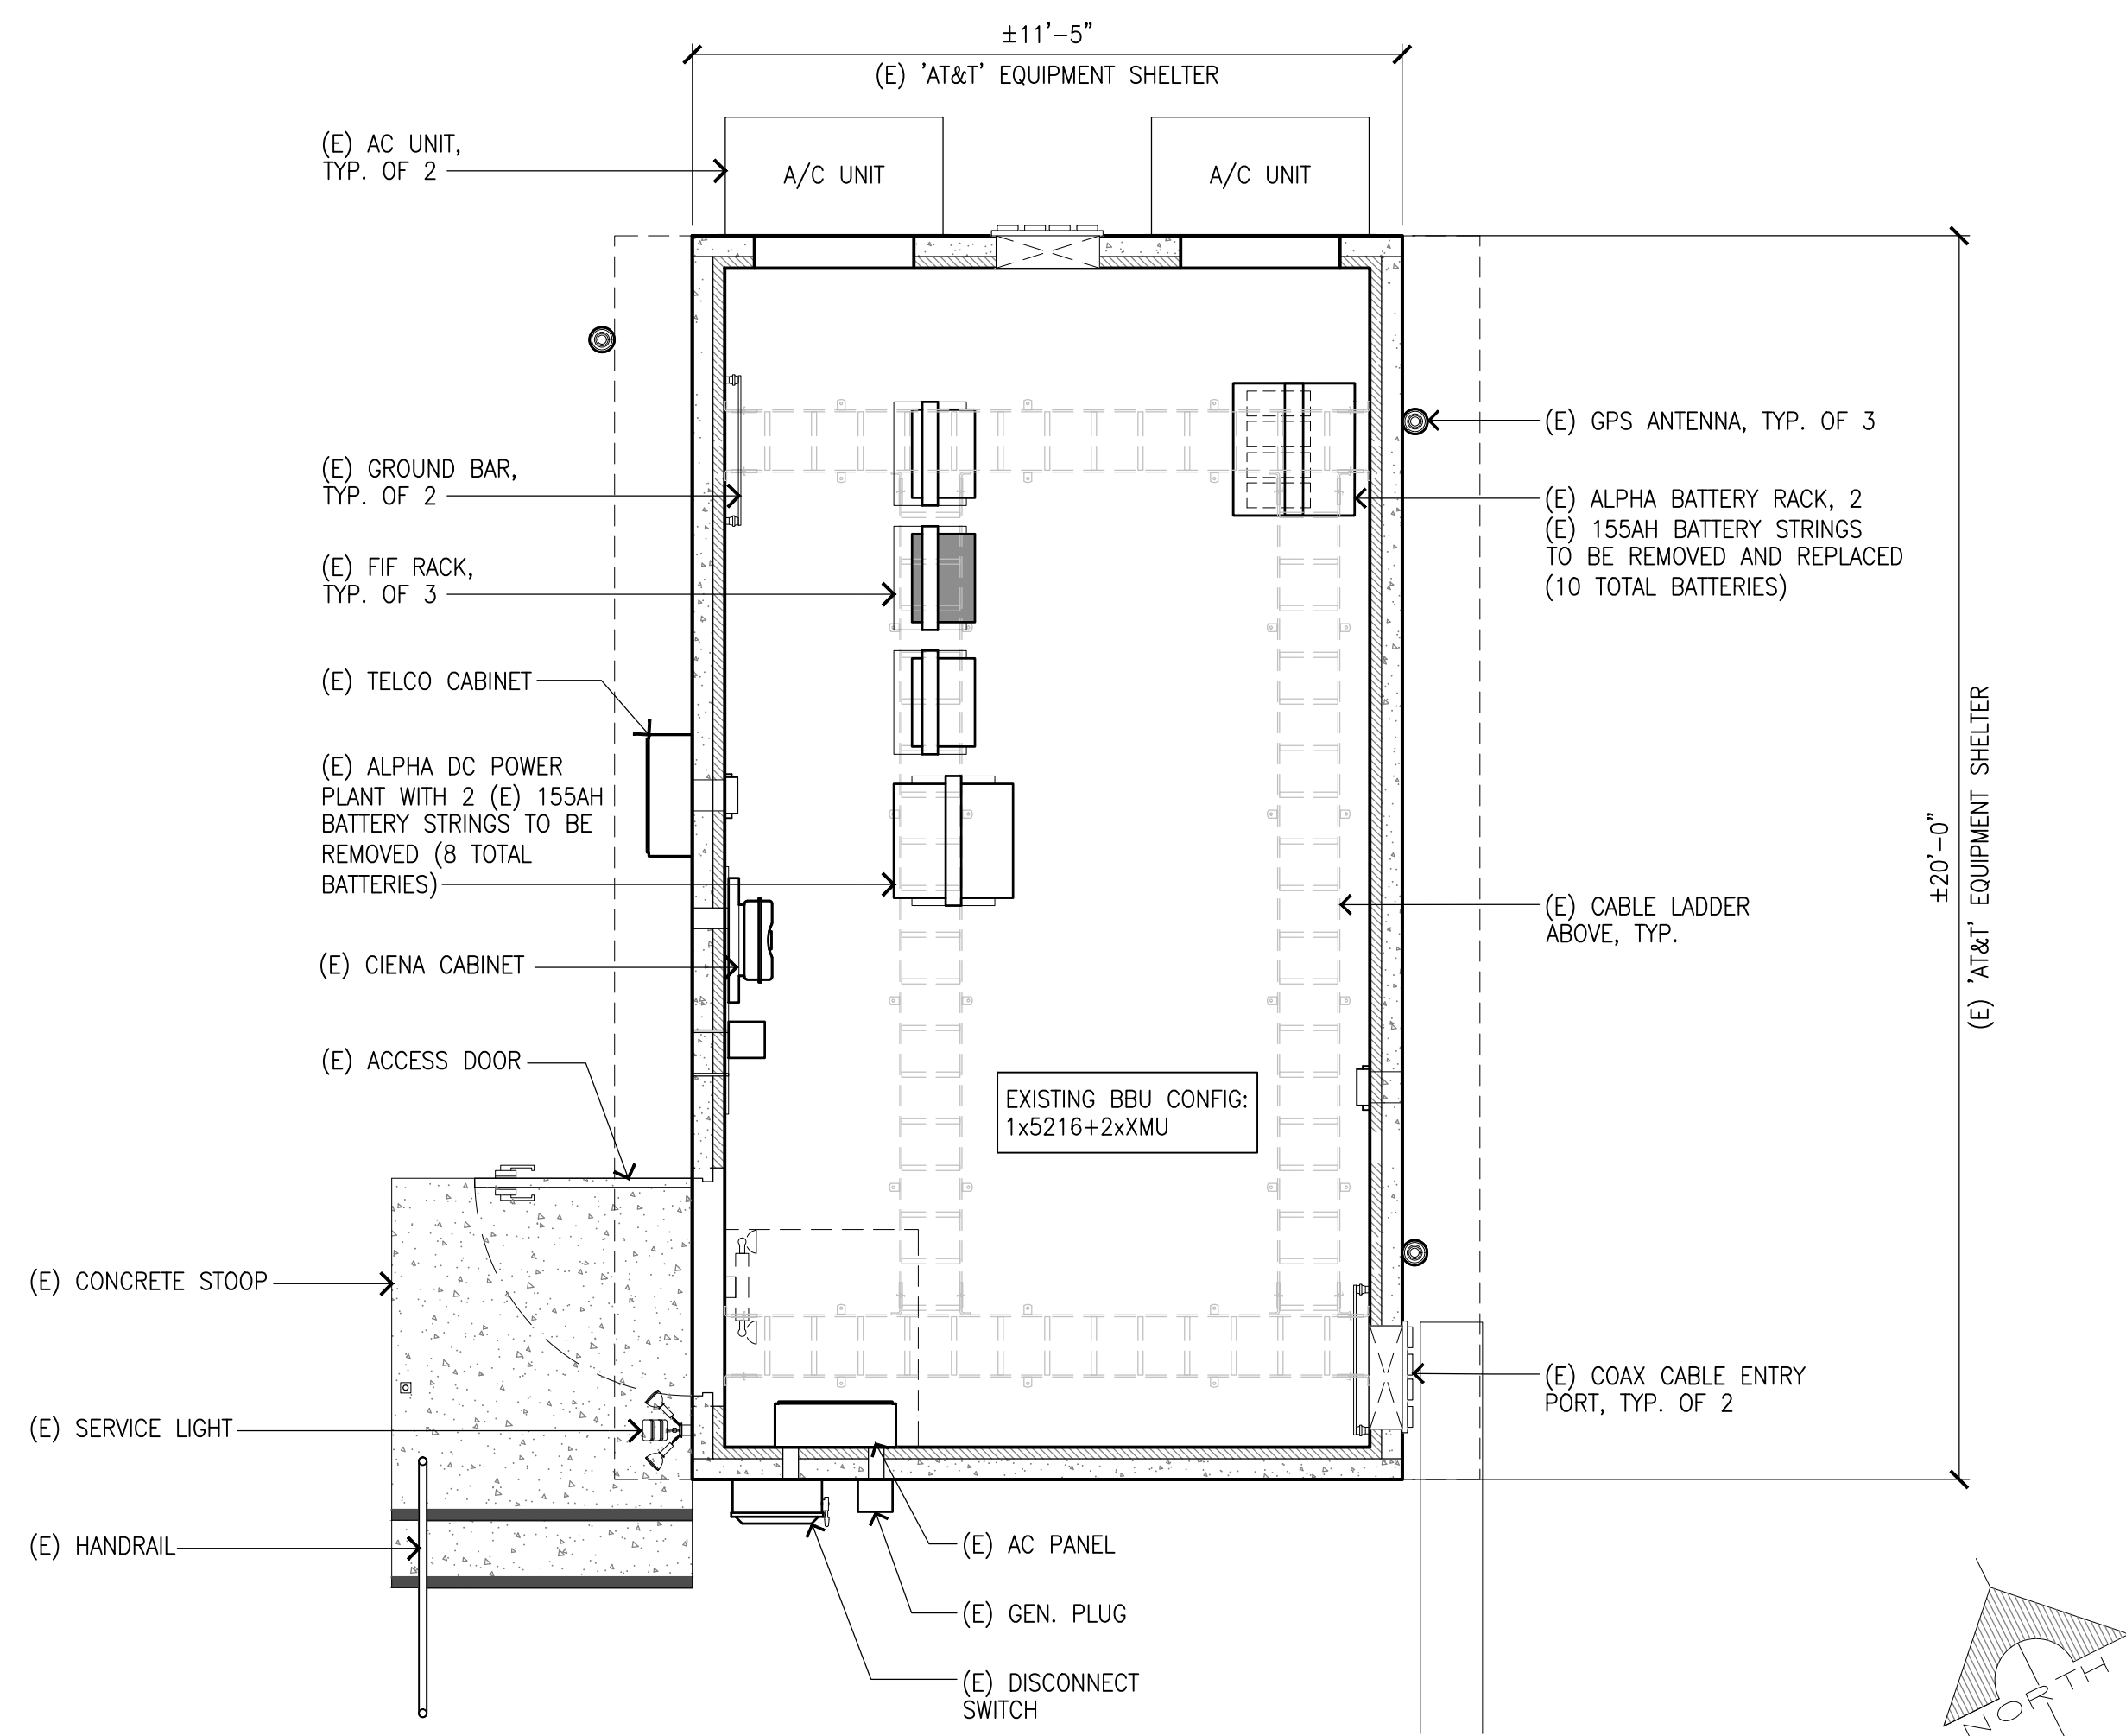 ±11'-5"
(E) 'AT&T' EQUIPMENT SHELTER
(E) AC UNIT,
TYP. OF 2
A/C UNIT
A/C UNIT
(E) GROUND BAR,
TYP. OF 2
(E) FIF RACK,
TYP. OF 3
(E) TELCO CABINET
(E) ALPHA DC POWER
PLANT WITH 2 (E) 155AH
BATTERY STRINGS TO BE
REMOVED (8 TOTAL
BATTERIES)
(E) CIENA CABINET
(E) ACCESS DOOR
(E) CONCRETE STOOP
(E) SERVICE LIGHT
(E) HANDRAIL
EXISTING BBU CONFIG:
1x5216+2xXMU
(E) GPS ANTENNA, TYP. OF 3
(E) ALPHA BATTERY RACK, 2
(E) 155AH BATTERY STRINGS
TO BE REMOVED AND REPLACED
(10 TOTAL BATTERIES)
(E) CABLE LADDER
ABOVE, TYP.
±20'-0"
(E) 'AT&T' EQUIPMENT SHELTER
(E) COAX CABLE ENTRY
PORT, TYP. OF 2
(E) AC PANEL
(E) GEN. PLUG
(E) DISCONNECT
SWITCH
NORTH